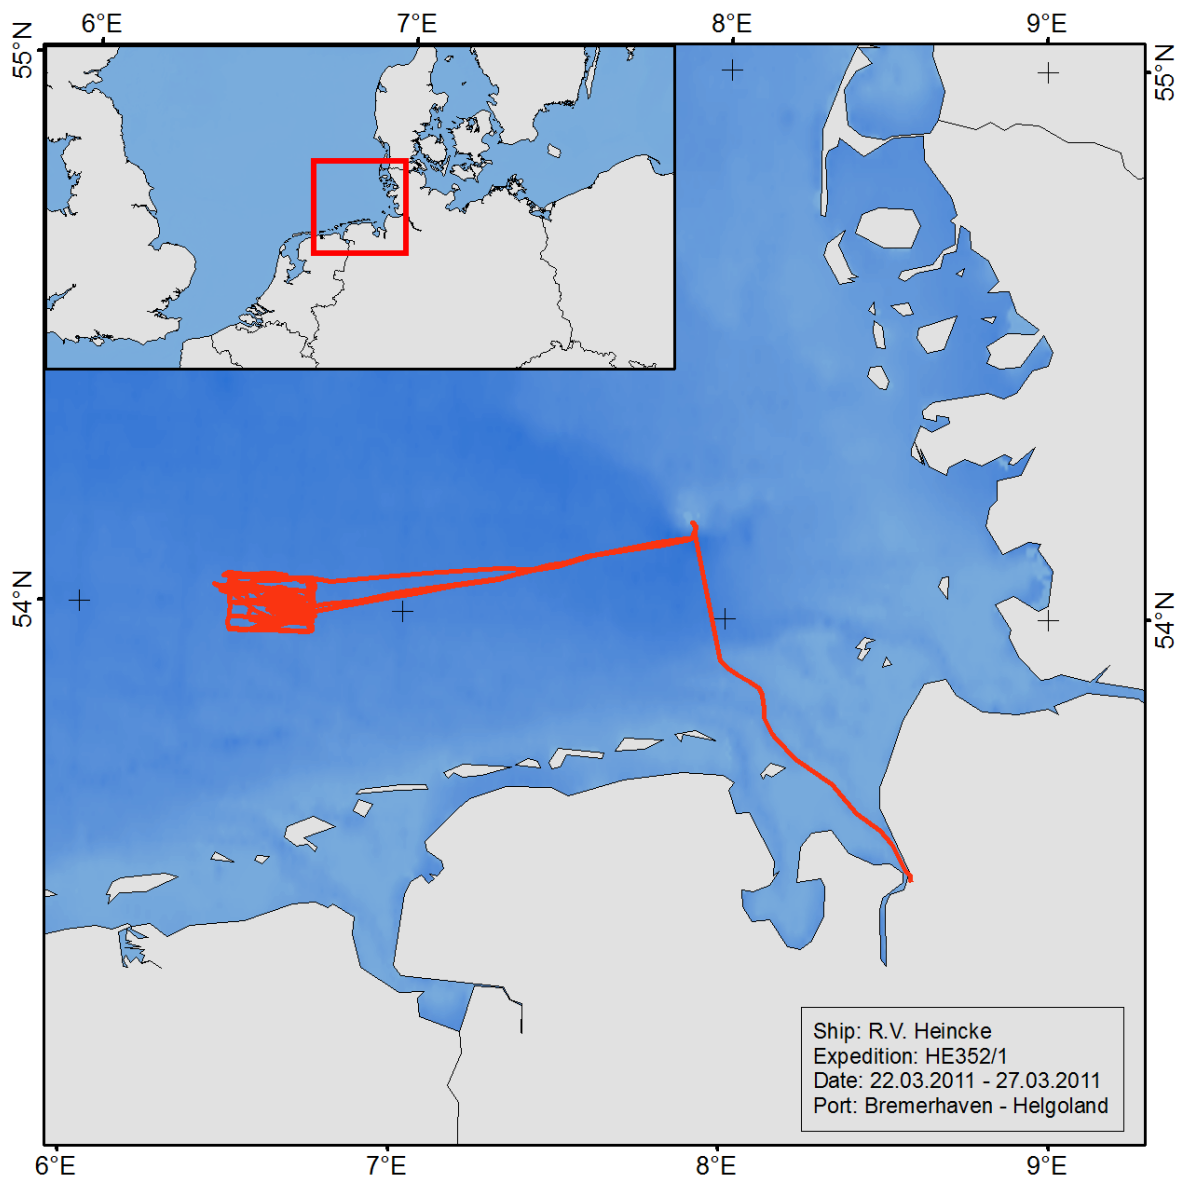 6°E 7°E 8°E 9°E
55°N 55°N
54°N 54°N
Ship: R.V. Heincke
Expedition: HE352/1
Date: 22.03.2011 - 27.03.2011
Port: Bremerhaven - Helgoland
6°E 7°E 8°E 9°E